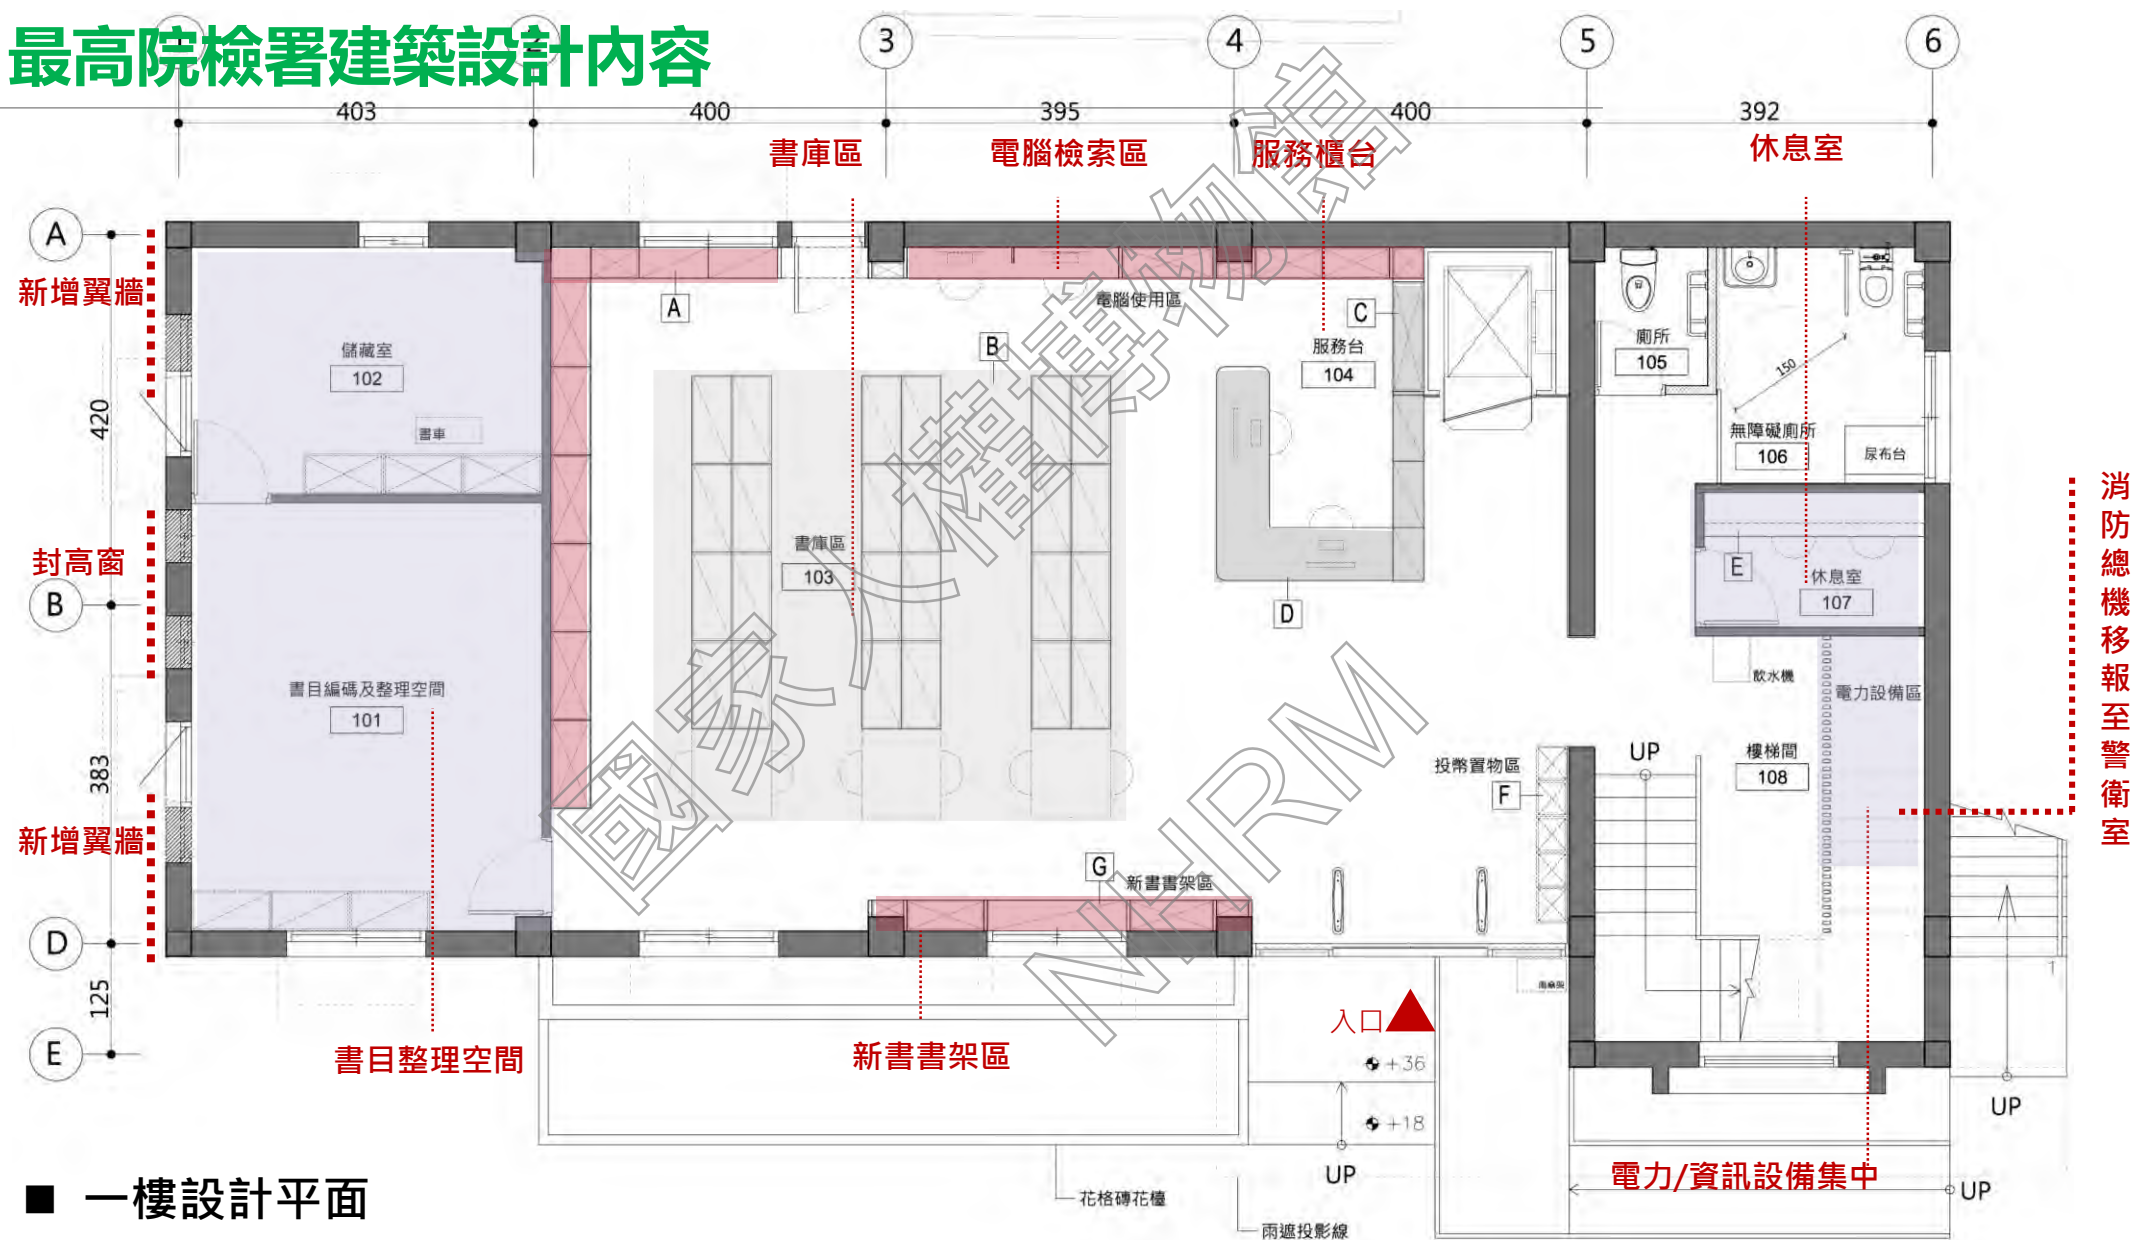 最高院檢署建築設計內容
1
2
3
4
5
6
403
400
395
400
392
書庫區
電腦檢索區
服務櫃台
休息室
A
新增翼牆
420
封高窗
B
383
新增翼牆
D
125
E
儲藏室
102
書車
書目編碼及整理空間
101
A
B
電腦使用區
C
服務台
104
書庫區
103
D
廁所
105
150
無障礙廁所
106
尿布台
E
休息室
107
飲水機
電力設備區
UP
樓梯間
108
投幣置物區
F
G
新書書架區
消防總機移報至警衛室
雨傘架
入口
+36
+18
UP
UP
UP
書目整理空間
新書書架區
電力/資訊設備集中
花格磚花檯
雨遮投影線
■ 一樓設計平面
國家人權博物館
NHRM